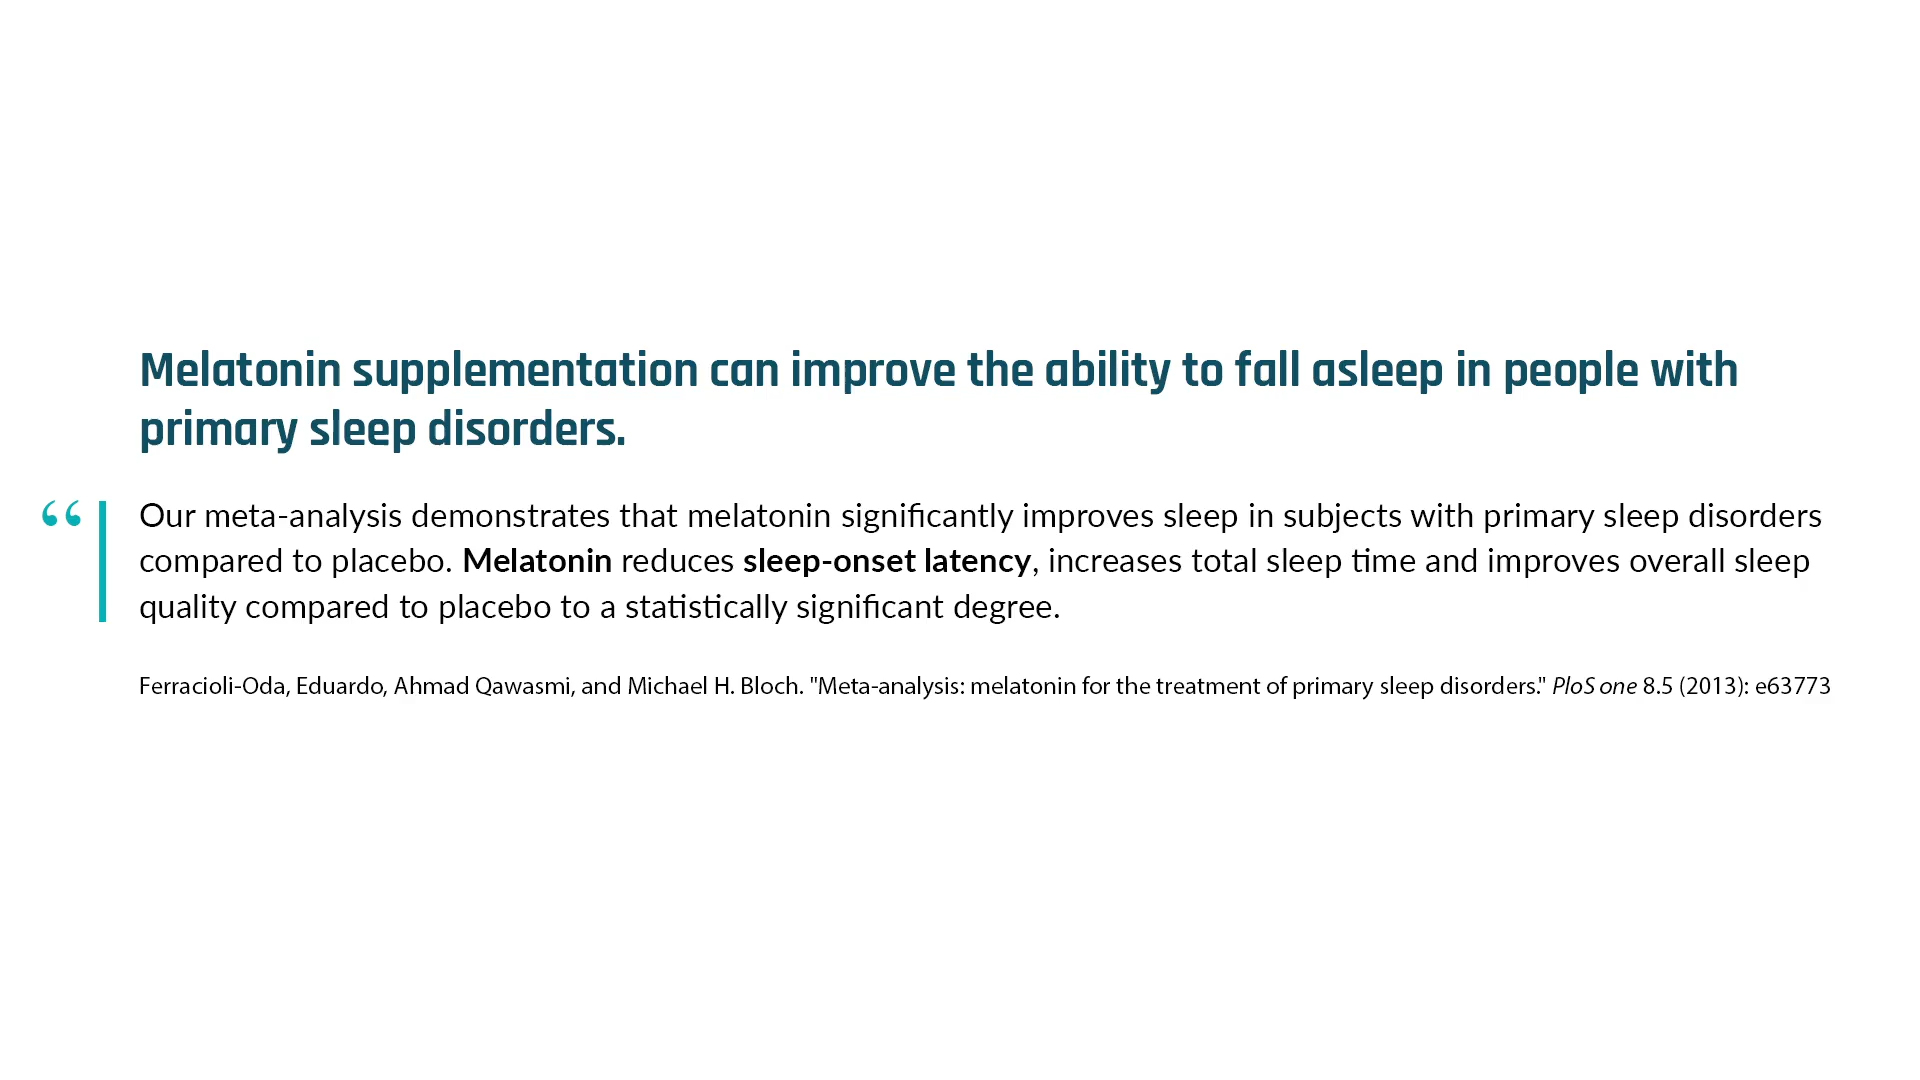 Melatonin supplementation can improve the ability to fall asleep in people with
primary sleep disorders.
“ Our meta-analysis demonstrates that melatonin significantly improves sleep in subjects with primary sleep disorders
compared to placebo. Melatonin reduces sleep-onset latency, increases total sleep time and improves overall sleep
quality compared to placebo to a statistically significant degree.
Ferracioli-Oda, Eduardo, Ahmad Qawasmi, and Michael H. Bloch. "Meta-analysis: melatonin for the treatment of primary sleep disorders." PloS one 8.5 (2013): e63773